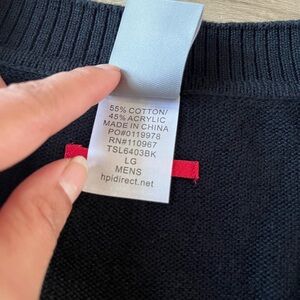 55% COTTON/
45% ACRYLIC
MADE IN CHINA
PO#0119978
RN#110967
TSL6403BK
LG
MENS
hpidirect.net